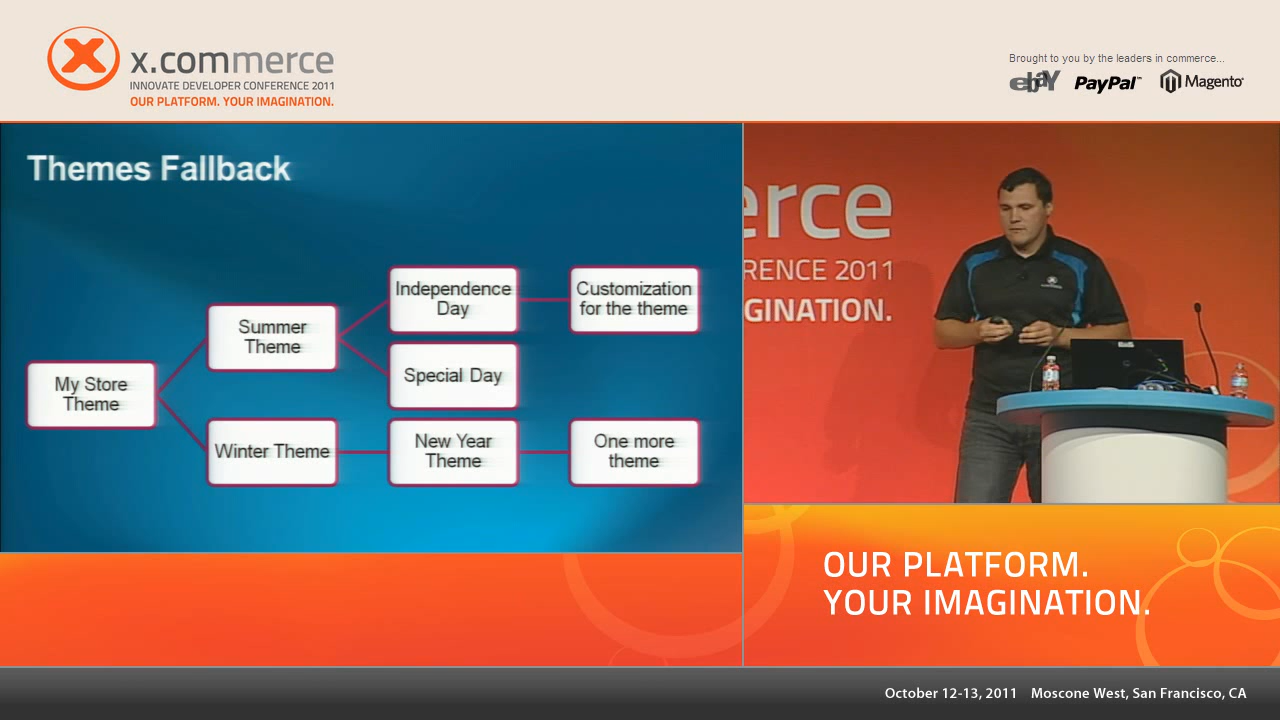 x.commerce
INNOVATE DEVELOPER CONFERENCE 2011
OUR PLATFORM. YOUR IMAGINATION.
Brought to you by the leaders in commerce...
ebaY
PayPal™
Magento®
Themes Fallback
My Store
Theme
Summer
Theme
Winter Theme
Independence
Day
Special Day
New Year
Theme
Customization
for the theme
One more
theme
erce
RENCE 2011
GINATION.
OUR PLATFORM.
YOUR IMAGINATION.
October 12-13, 2011 Moscone West, San Francisco, CA